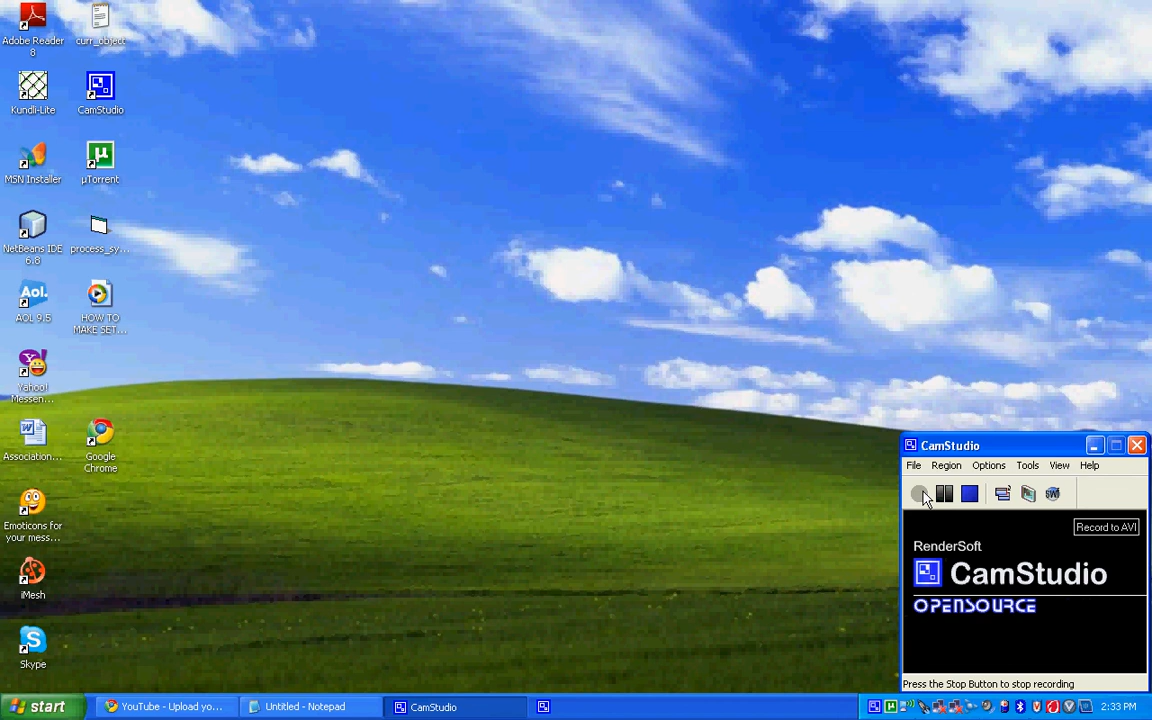 Adobe Reader
8
curr_object
Kundli-Lite
CamStudio
MSN Installer
µTorrent
NetBeans IDE
6.8
process_sy...
AOL 9.5
HOW TO
MAKE SET...
Yahoo!
Messen...
Association...
Google
Chrome
Emoticons for
your mess...
iMesh
Skype
CamStudio
File Region Options Tools View Help
Record to AVI
RenderSoft
CamStudio
OPENSOURCE
Press the Stop Button to stop recording
start
YouTube - Upload yo...
Untitled - Notepad
CamStudio
2:33 PM